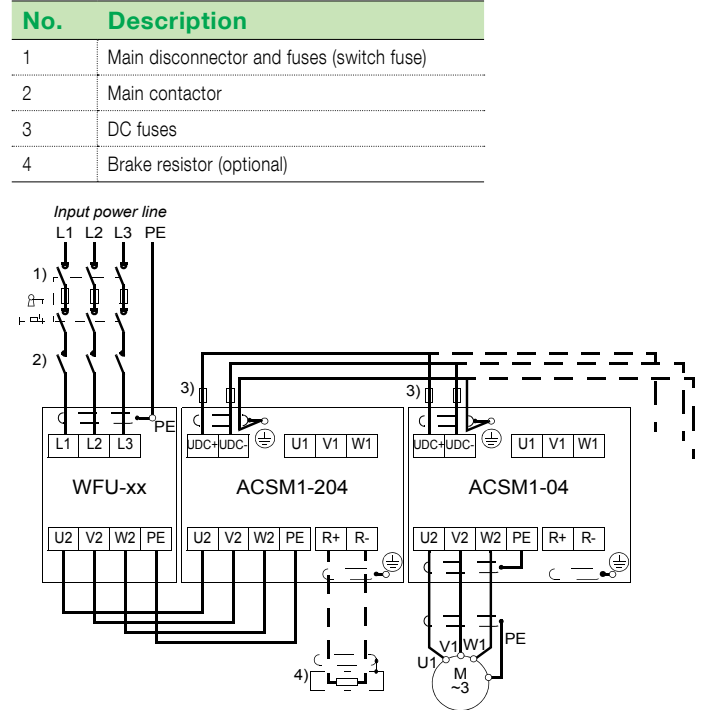 No. Description
1 Main disconnector and fuses (switch fuse)
2 Main contactor
3 DC fuses
4 Brake resistor (optional)
Input power line
L1 L2 L3 PE
1)
2)
3) 3)
PE
L1 L2 L3 UDC+ UDC- U1 V1 W1 UDC+ UDC- U1 V1 W1
WFU-xx ACSM1-204 ACSM1-04
U2 V2 W2 PE U2 V2 W2 PE R+ R- U2 V2 W2 PE R+ R-
V1 W1 PE
U1
4) M
~3